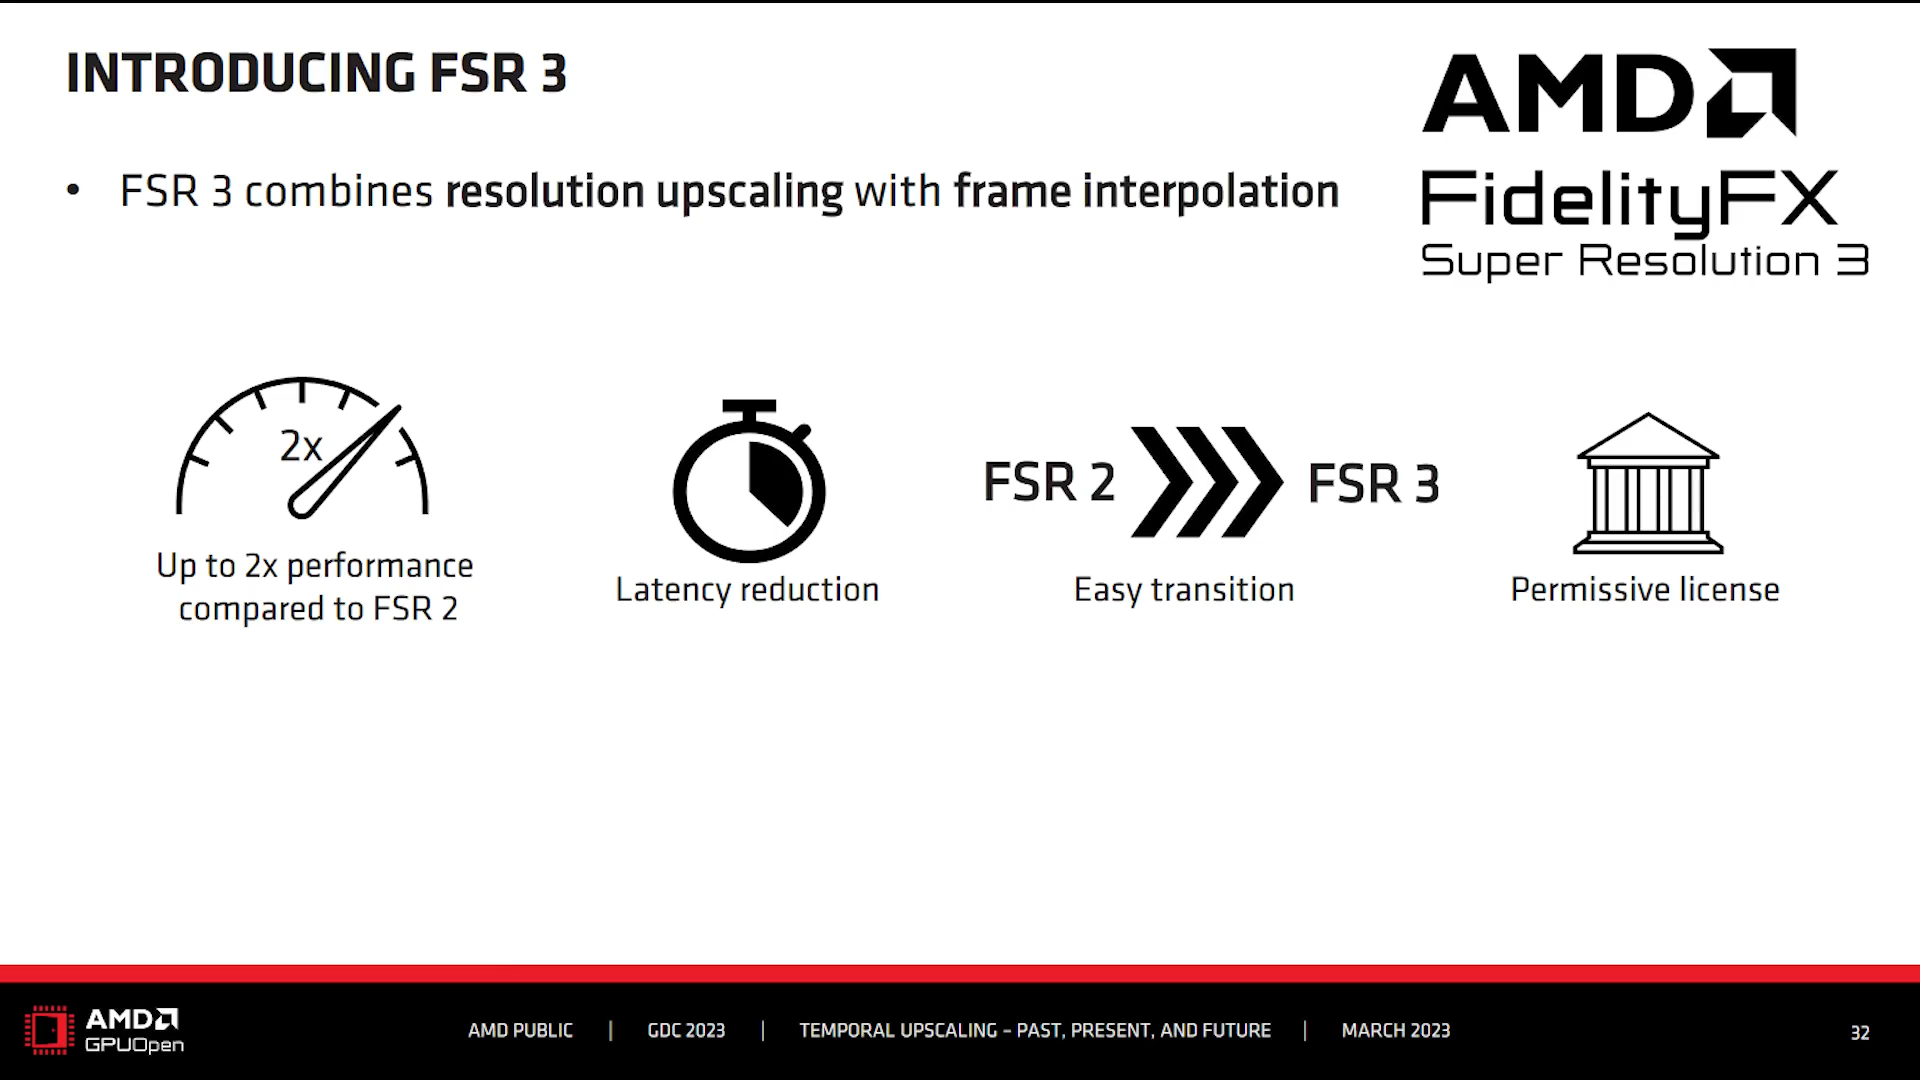 INTRODUCING FSR 3
AMD
FidelityFX
Super Resolution 3
• FSR 3 combines resolution upscaling with frame interpolation
2x
Up to 2x performance
compared to FSR 2
Latency reduction
FSR 2 FSR 3
Easy transition
Permissive license
AMD
GPUOpen
AMD PUBLIC | GDC 2023 | TEMPORAL UPSCALING – PAST, PRESENT, AND FUTURE | MARCH 2023
32